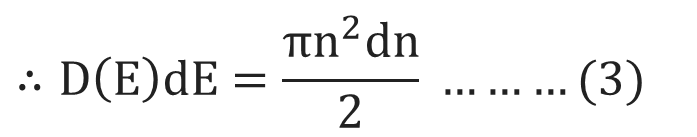 ∴ D(E)dE = πn²dn / 2 ... ... ... (3)